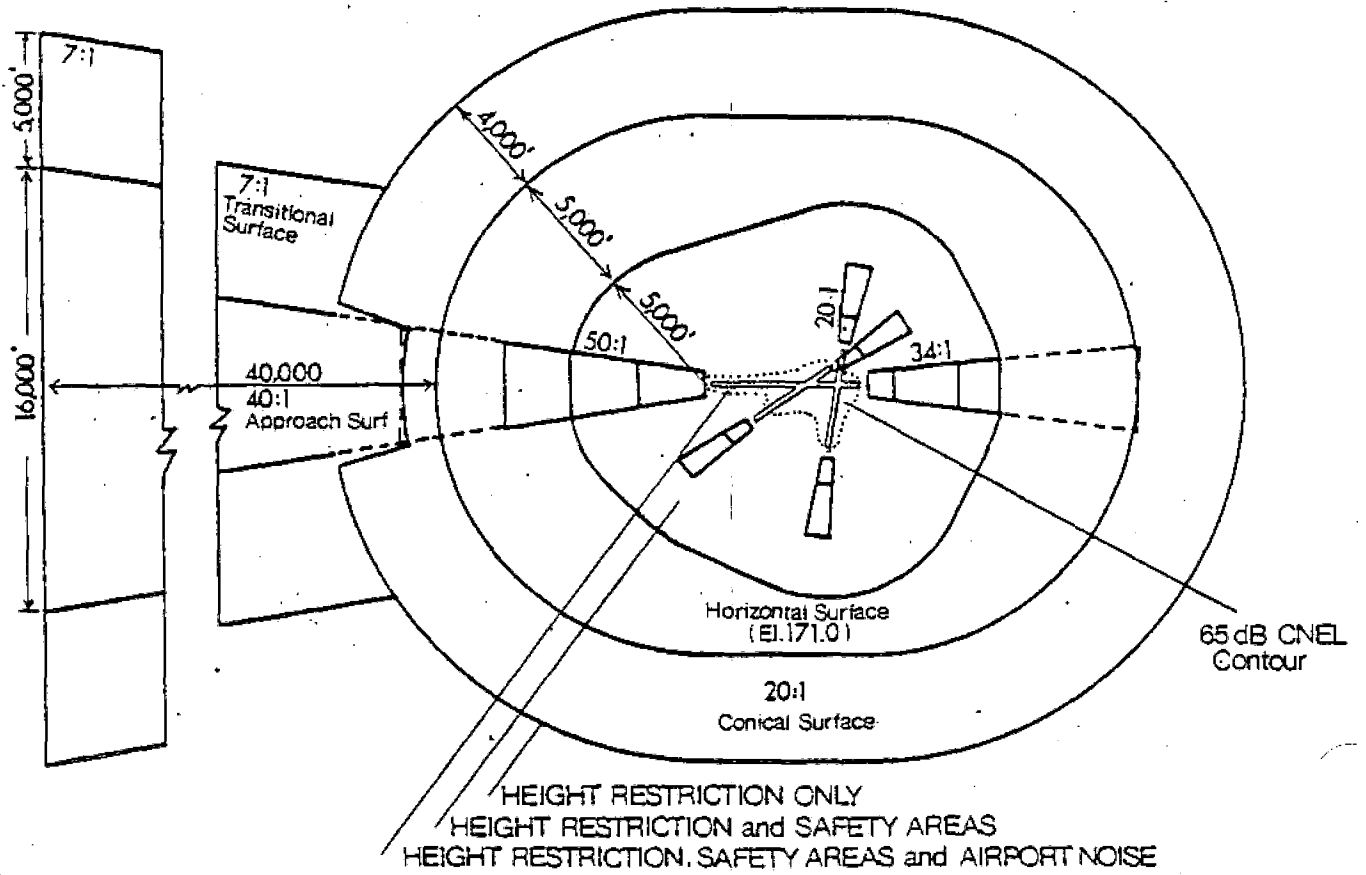 7:1
5,000'
4,000'
7:1
Transitional
Surface
5,000'
5,000'
20:1
50:1
34:1
16,000'
40,000
40:1
Approach Surf
Horizontal Surface
(El.171.0)
65 dB CNEL
Contour
20:1
Conical Surface
HEIGHT RESTRICTION ONLY
HEIGHT RESTRICTION and SAFETY AREAS
HEIGHT RESTRICTION. SAFETY AREAS and AIRPORT NOISE